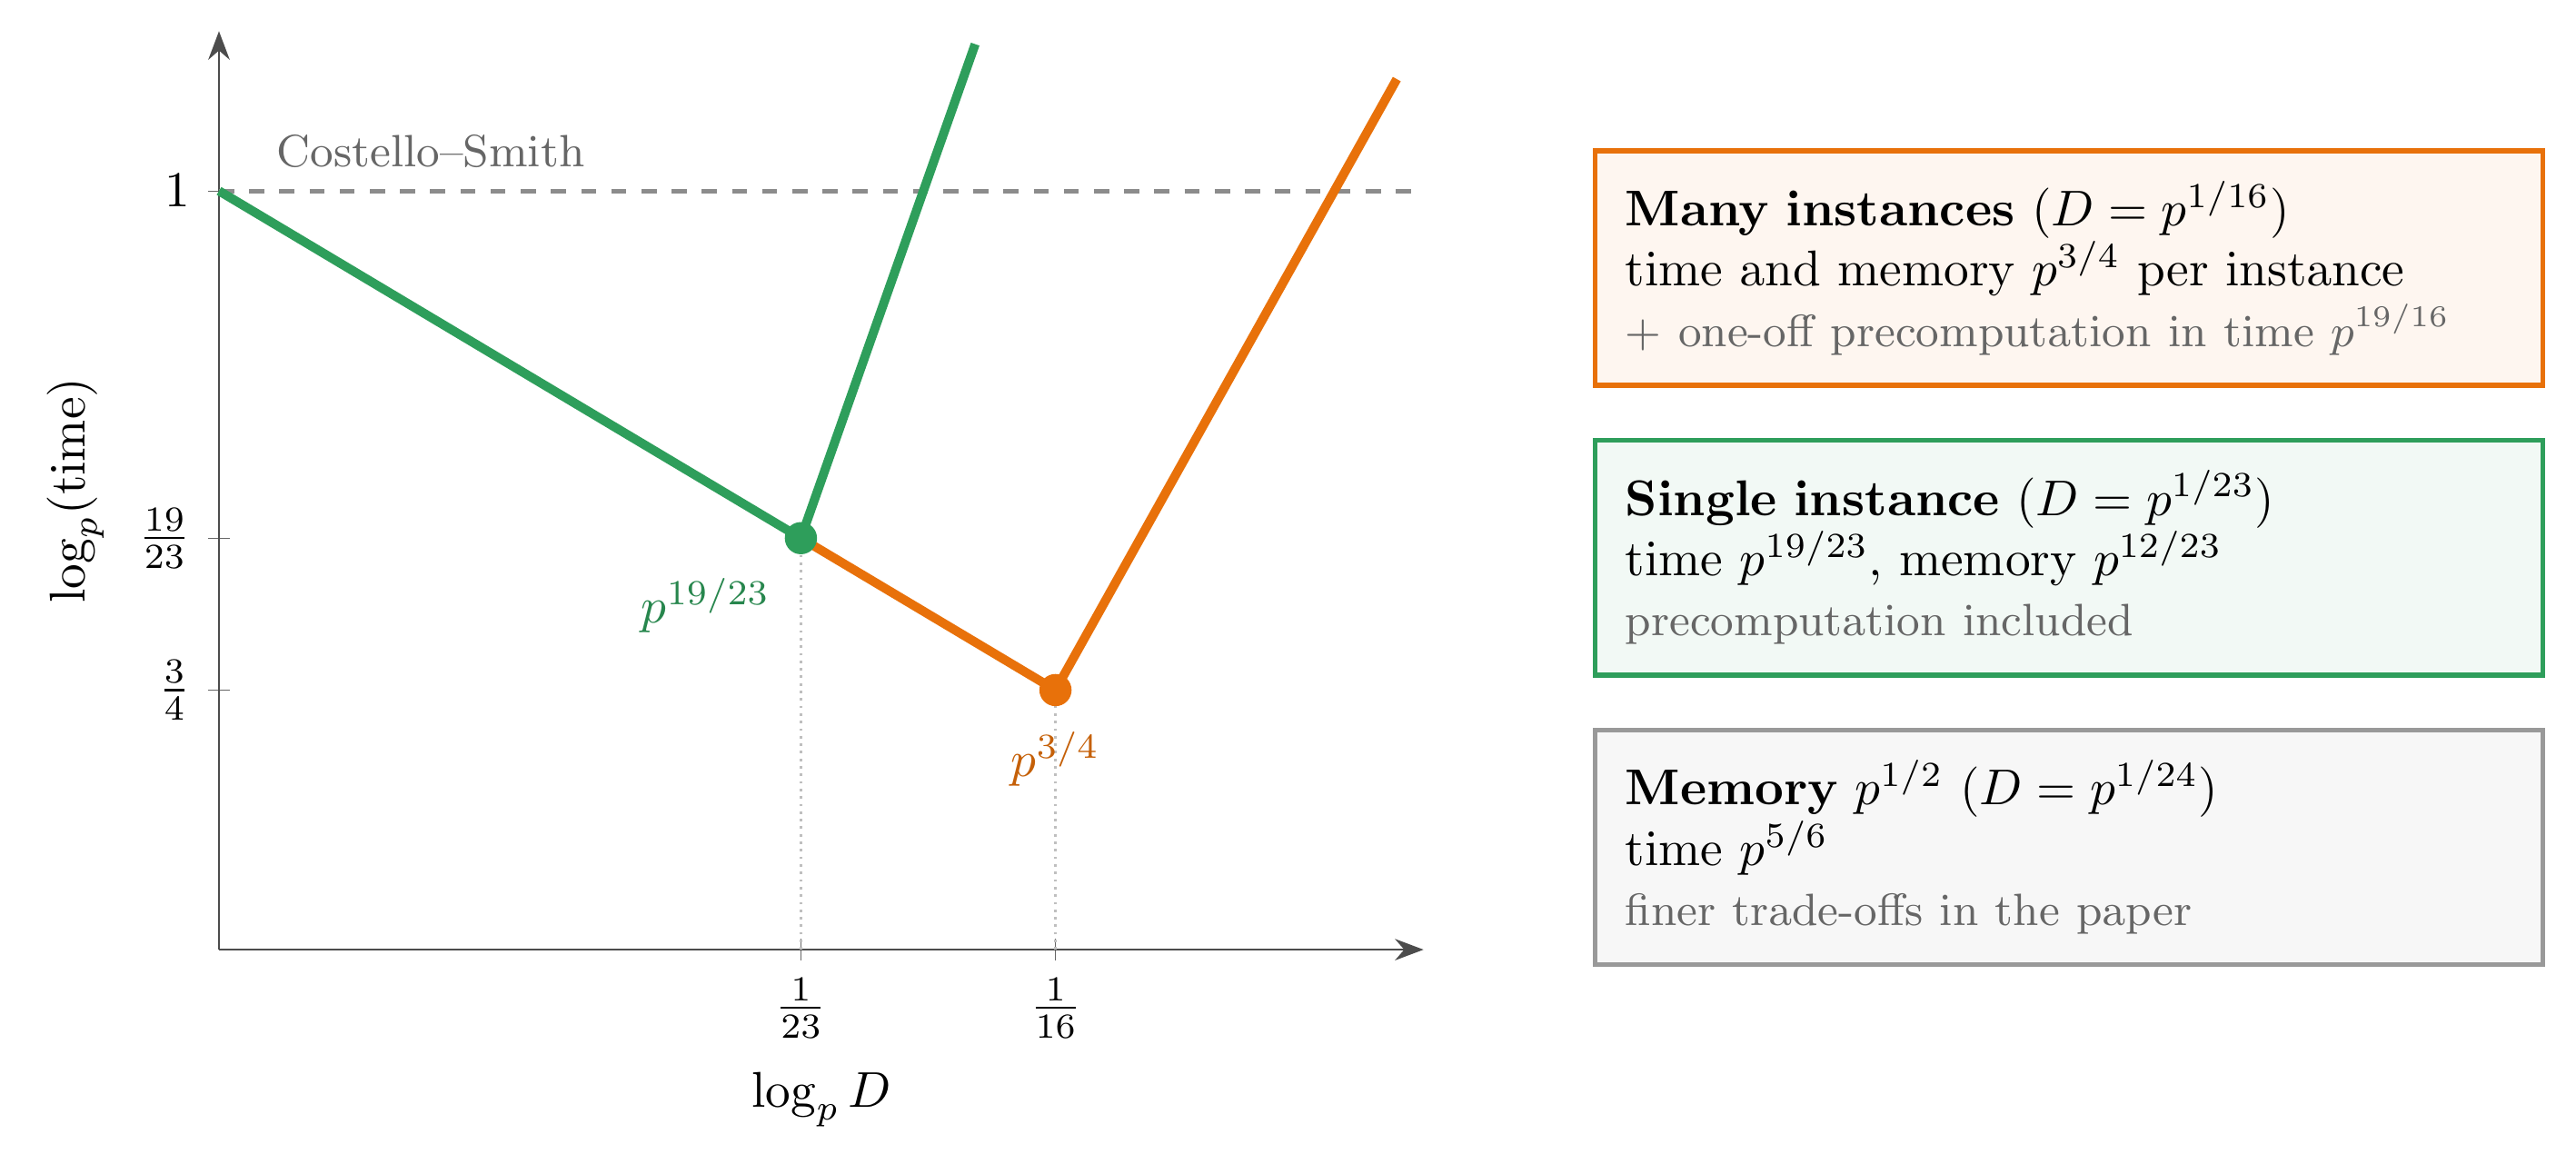 Costello–Smith
1
19/23
3/4
log_p(time)
p^{19/23}
p^{3/4}
1/23
1/16
log_p D
Many instances (D = p^{1/16})
time and memory p^{3/4} per instance
+ one-off precomputation in time p^{19/16}
Single instance (D = p^{1/23})
time p^{19/23}, memory p^{12/23}
precomputation included
Memory p^{1/2} (D = p^{1/24})
time p^{5/6}
finer trade-offs in the paper